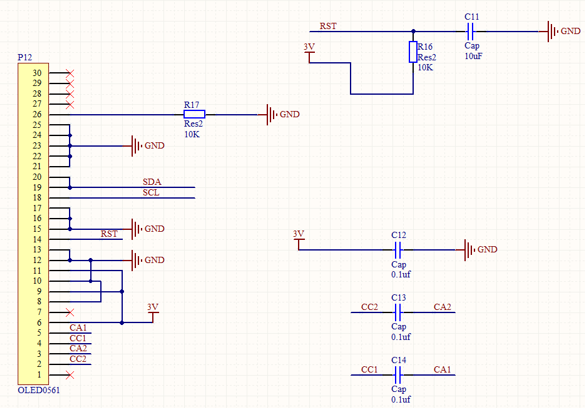 RST
C11
GND
Cap
10uF
3V
R16
Res2
10K
P12
30
29
28
27
26
25
24
23
22
21
20
19
18
17
16
15
14
13
12
11
10
9
8
7
6
5
4
3
2
1
OLED0561
R17
Res2
10K
GND
GND
SDA
SCL
GND
RST
GND
3V
CA1
CC1
CA2
CC2
3V
C12
GND
Cap
0.1uf
C13
CC2 CA2
Cap
0.1uf
C14
CC1 CA1
Cap
0.1uf